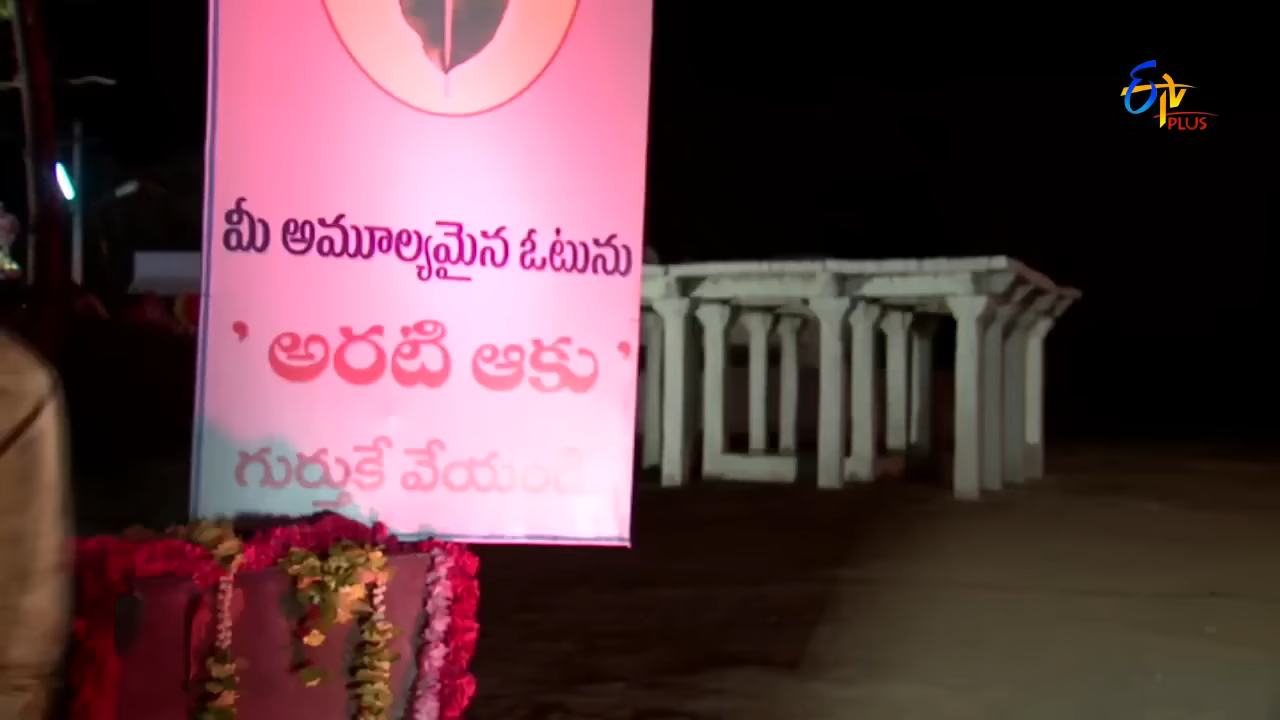 ETV
PLUS
మీ అమూల్యమైన ఓటును
' అరటి ఆకు '
గుర్తుకే వేయండి